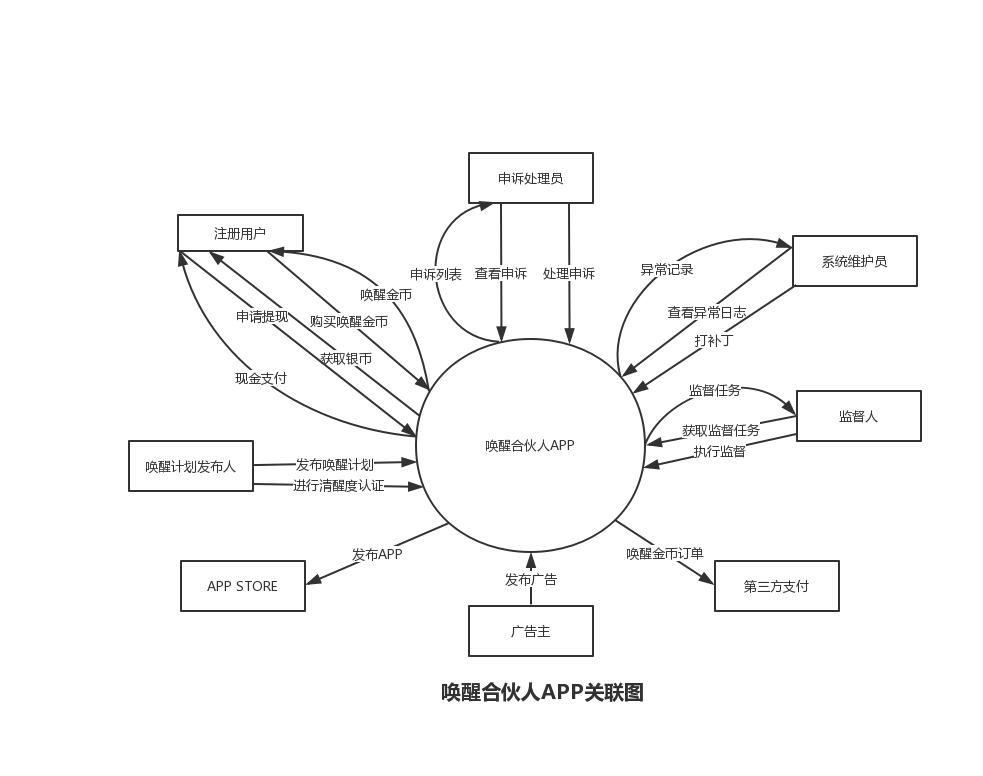 申诉处理员
注册用户
系统维护员
异常记录
申诉列表
查看申诉
处理申诉
唤醒金币
查看异常日志
申请提现
购买唤醒金币
打补丁
获取银币
现金支付
监督任务
监督人
获取监督任务
唤醒合伙人APP
执行监督
唤醒计划发布人
发布唤醒计划
进行清醒度认证
发布APP
唤醒金币订单
APP STORE
发布广告
第三方支付
广告主
唤醒合伙人APP关联图